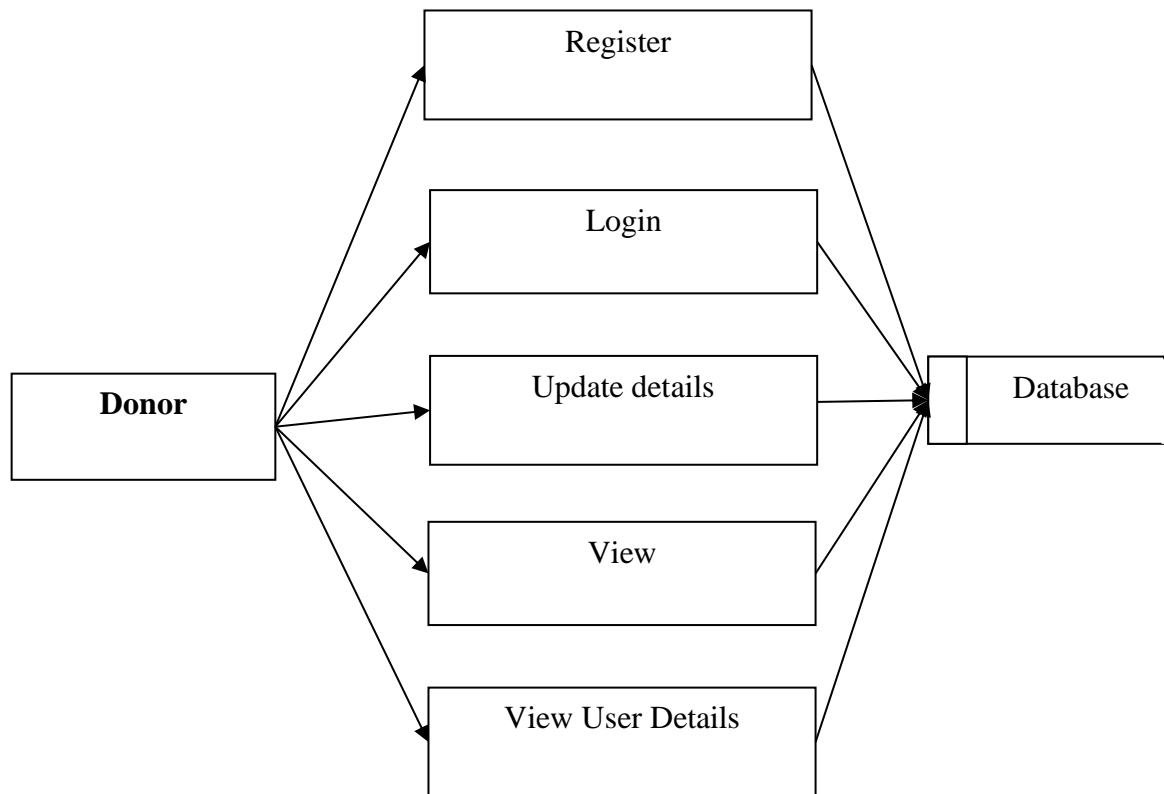 Register
Login
Update details
Database
Donor
View
View User Details